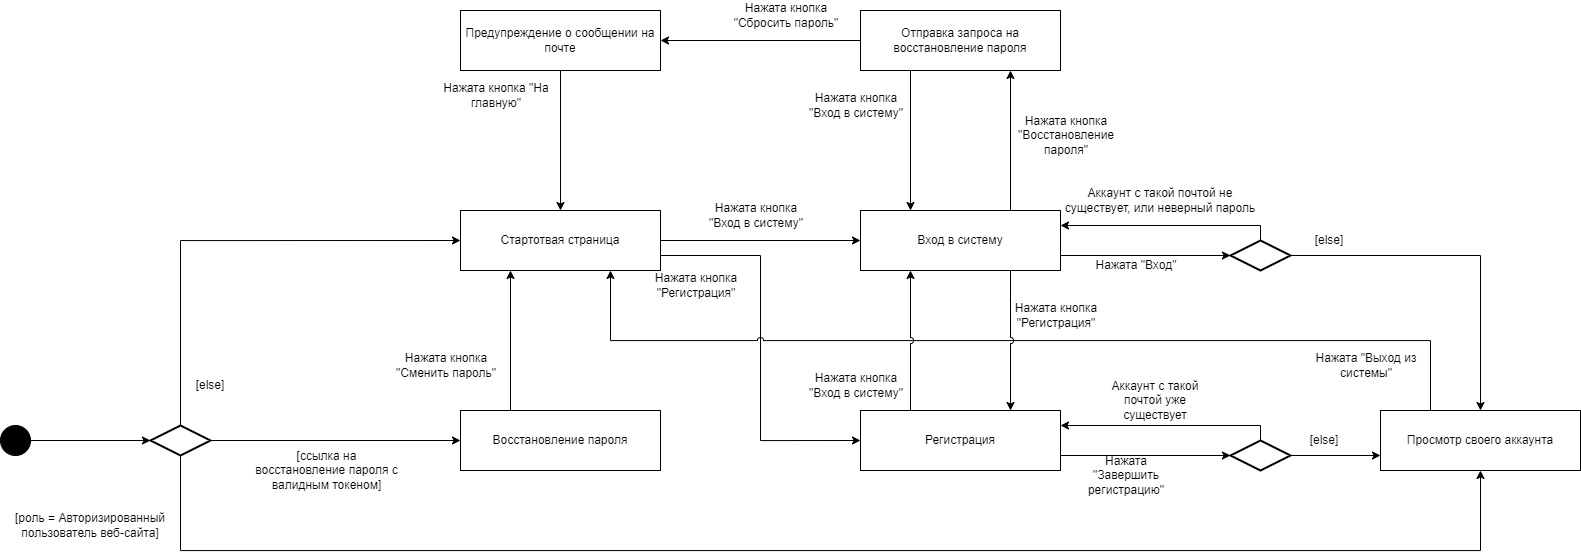 Нажата кнопка
"Сбросить пароль"
Предупреждение о сообщении на
почте
Отправка запроса на
восстановление пароля
Нажата кнопка "На
главную"
Нажата кнопка
"Вход в систему"
Нажата кнопка
"Восстановление
пароля"
Аккаунт с такой почтой не
существует, или неверный пароль
Нажата кнопка
"Вход в систему"
Стартотвая страница
Вход в систему
[else]
Нажата "Вход"
Нажата кнопка
"Регистрация"
Нажата кнопка
"Регистрация"
Нажата кнопка
"Сменить пароль"
Нажата "Выход из
системы"
[else]
Нажата кнопка
"Вход в систему"
Аккаунт с такой
почтой уже
существует
Восстановление пароля
Регистрация
[else]
Просмотр своего аккаунта
[ссылка на
восстановление пароля с
валидным токеном]
Нажата
"Завершить
регистрацию"
[роль = Авторизированный
пользователь веб-сайта]